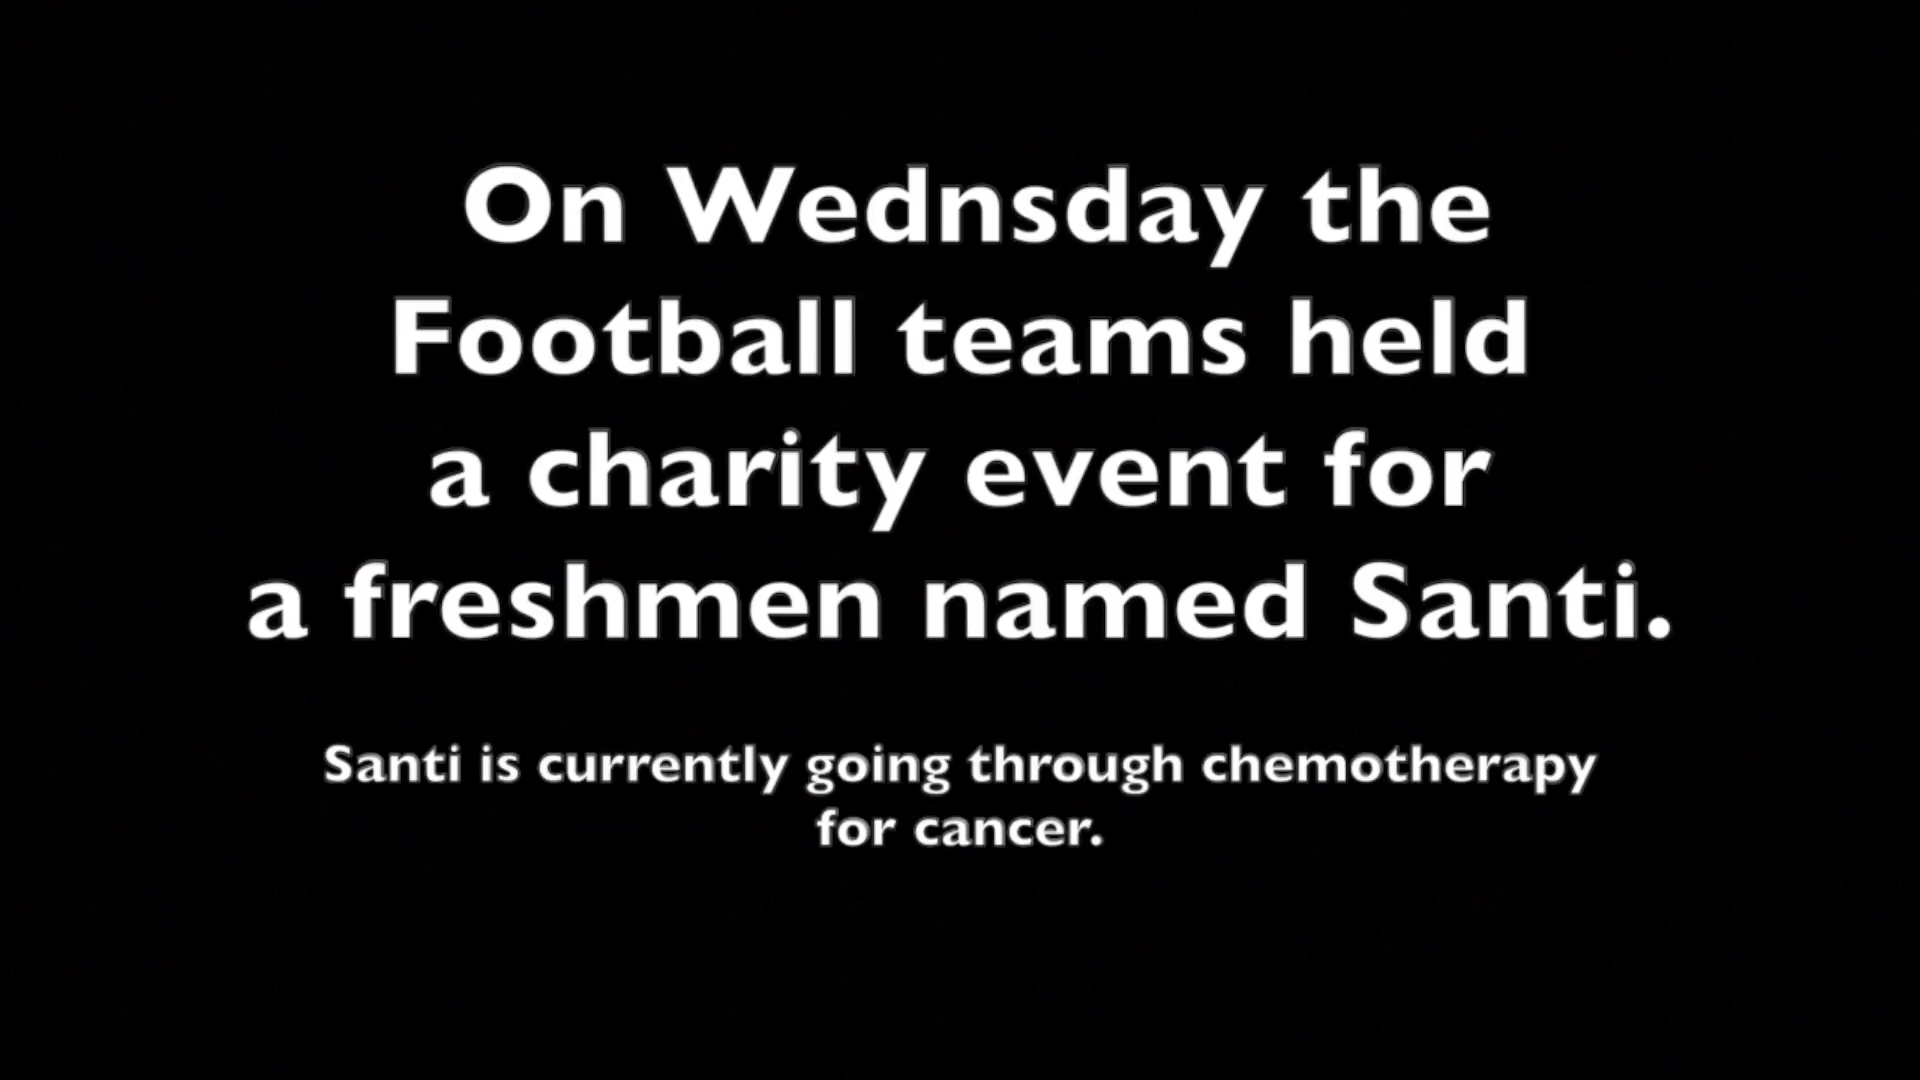 On Wednsday the
Football teams held
a charity event for
a freshmen named Santi.
Santi is currently going through chemotherapy
for cancer.